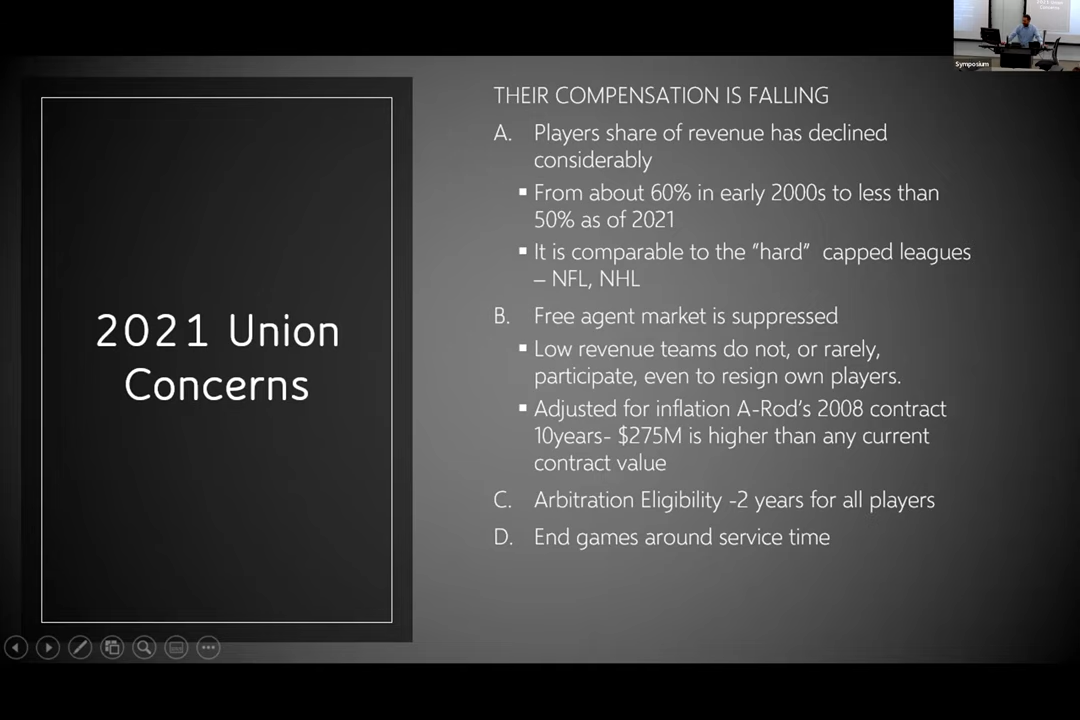 2021 Union
Concerns
THEIR COMPENSATION IS FALLING
A. Players share of revenue has declined
considerably
▪ From about 60% in early 2000s to less than
50% as of 2021
▪ It is comparable to the "hard" capped leagues
– NFL, NHL
B. Free agent market is suppressed
▪ Low revenue teams do not, or rarely,
participate, even to resign own players.
▪ Adjusted for inflation A-Rod's 2008 contract
10years- $275M is higher than any current
contract value
C. Arbitration Eligibility -2 years for all players
D. End games around service time
2021 Union
Concerns
Symposium